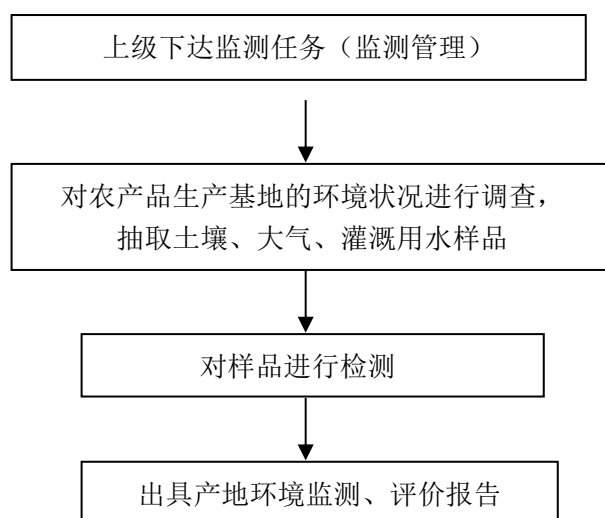 上级下达监测任务（监测管理）
对农产品生产基地的环境状况进行调查，
抽取土壤、大气、灌溉用水样品
对样品进行检测
出具产地环境监测、评价报告